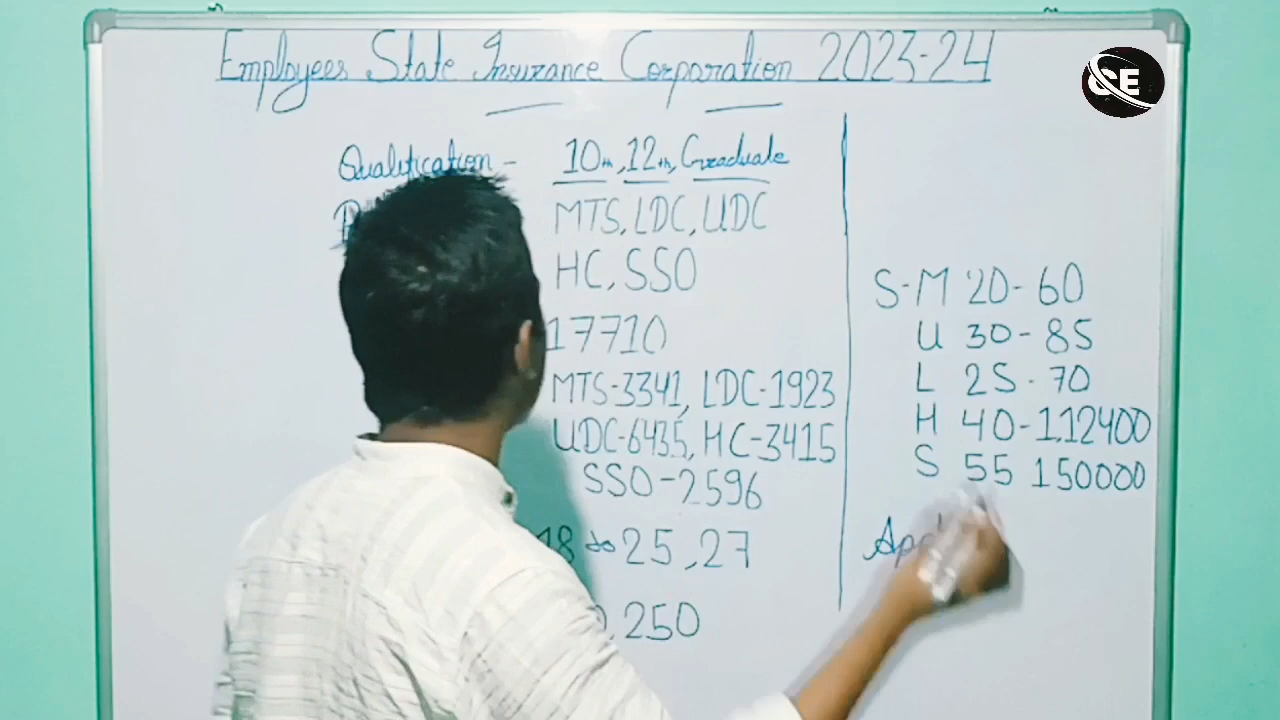 Employees State Insurance Corporation 2023-24
CE
Qualification - 10th, 12th, Graduate
MTS, LDC, UDC
HC, SSO
17710
MTS-3341, LDC-1923
UDC-6435, HC-3415
SSO-2596
18 to 25, 27
, 250
S-M 20-60
U 30-85
L 25-70
H 40-1,12400
S 55 150000